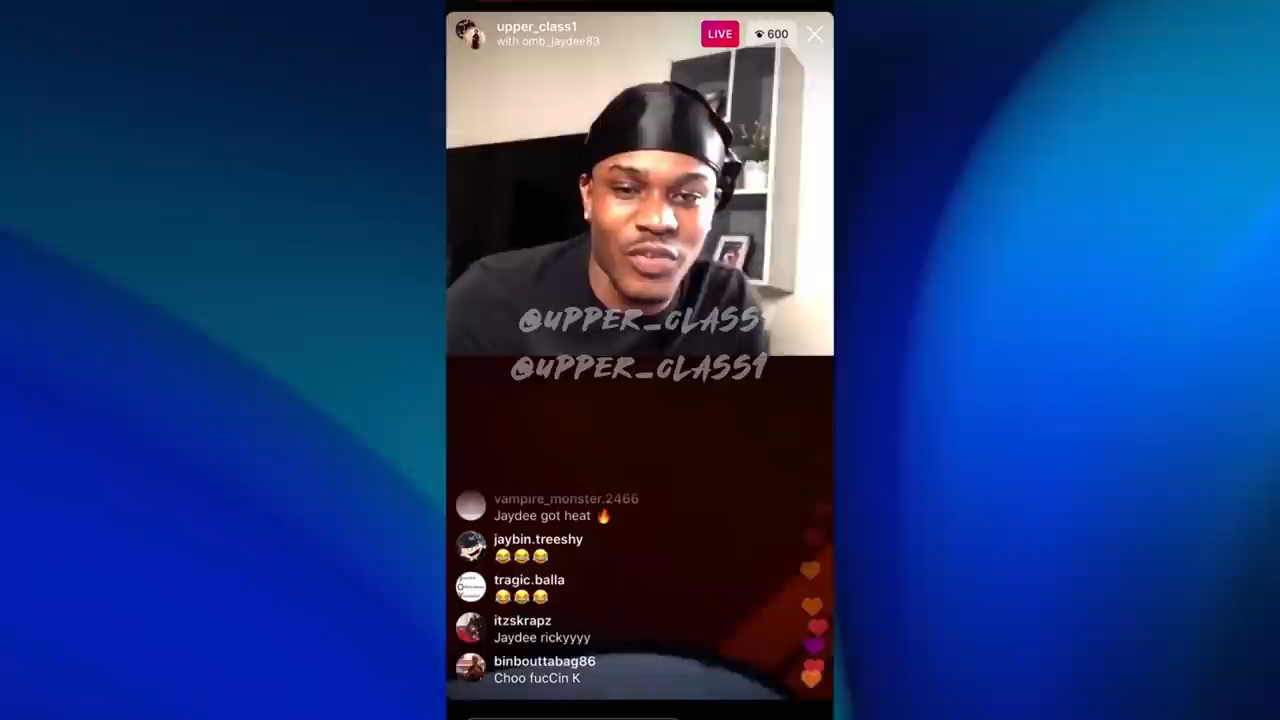 upper_class1
with omb_jaydee83
LIVE
600
@UPPER_CLASS1
@UPPER_CLASS1
vampire_monster.2466
Jaydee got heat 🔥
jaybin.treeshy
😂😂😂
tragic.balla
😂😂😂
itzskrapz
Jaydee rickyyyy
binbouttabag86
Choo fucCin K